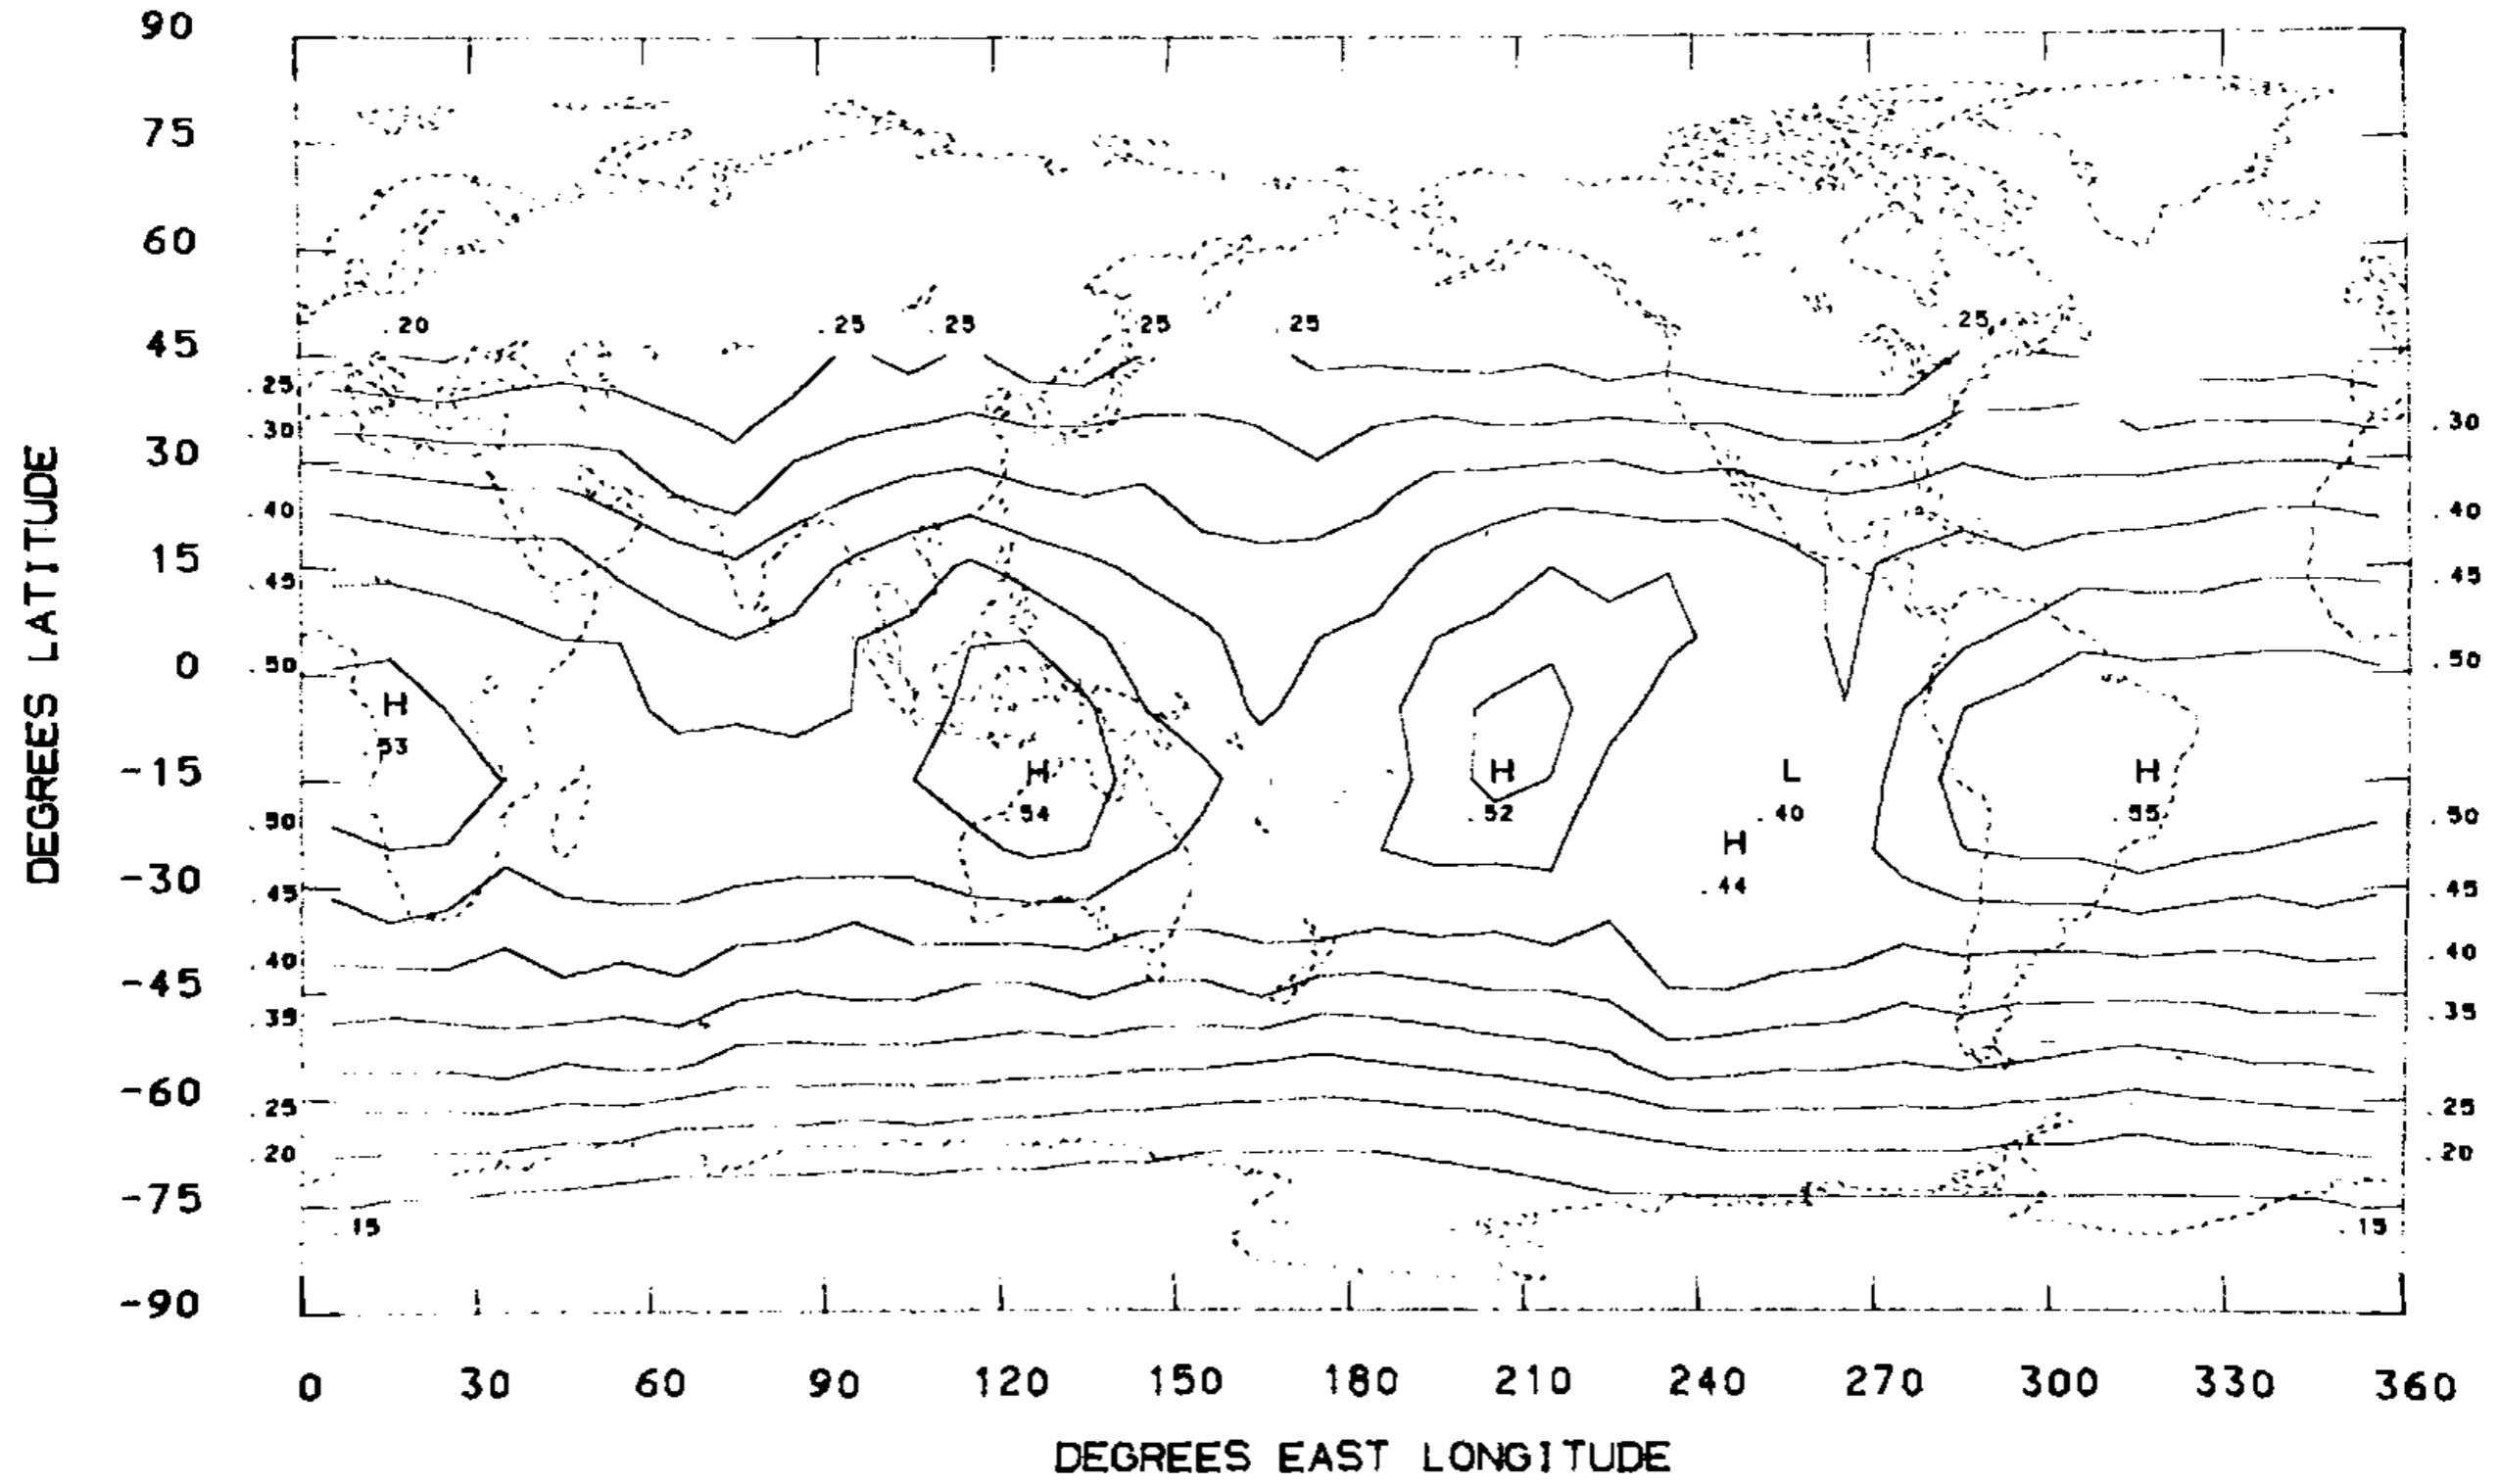 90
75
60
.20 .25 .25 .25 .25 .25
45
.25
.30 .30
30
.40 .40
15
.45 .45
0 .50 .50
H
.53
-15 H H L H
.54 .52 .40 .55
.50 .50
H
-30 .45 .44 .45
.40 .40
-45
.35 .35
-60
.25 .25
.20 .20
-75
.15 .15
-90
0 30 60 90 120 150 180 210 240 270 300 330 360
DEGREES EAST LONGITUDE
DEGREES LATITUDE